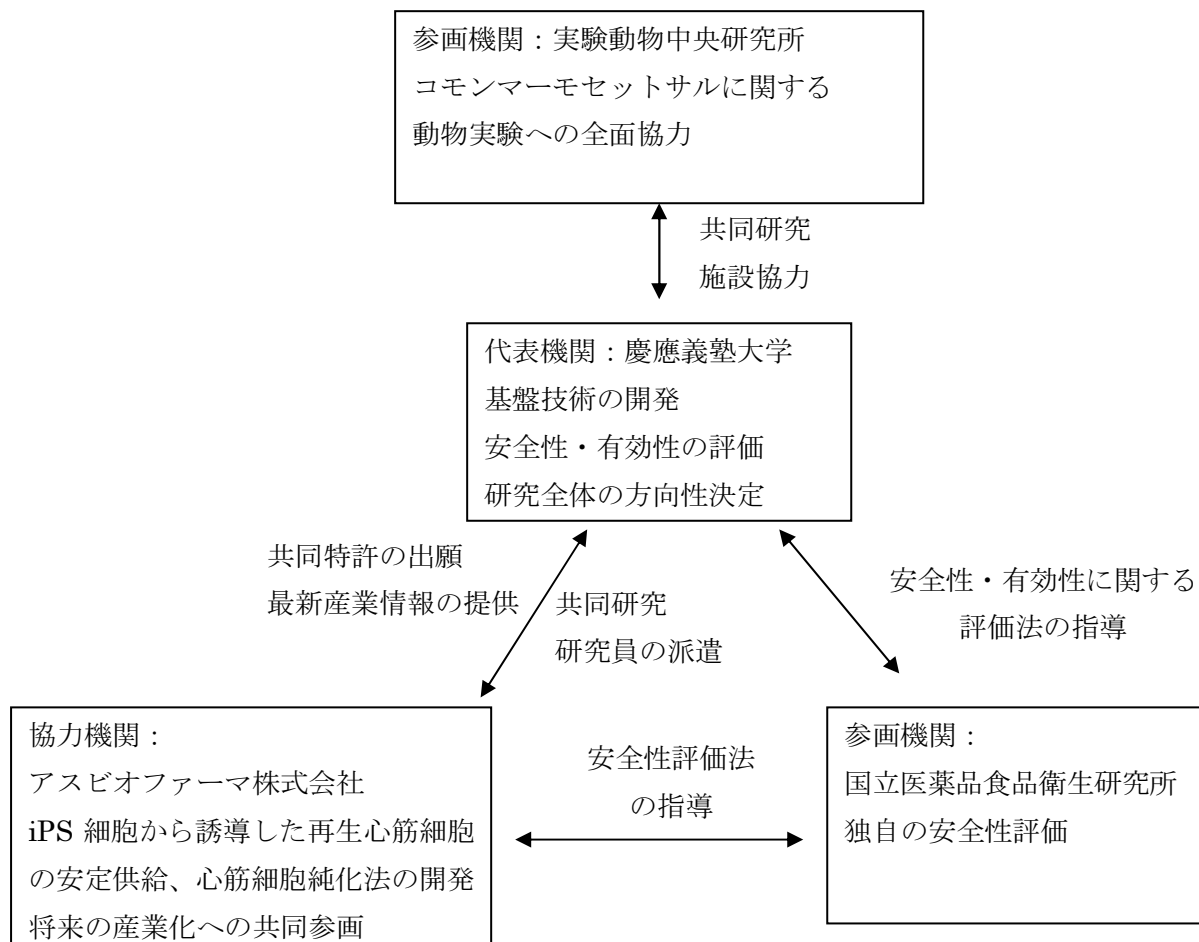 参画機関：実験動物中央研究所
コモンマーモセットサルに関する
動物実験への全面協力
共同研究
施設協力
代表機関：慶應義塾大学
基盤技術の開発
安全性・有効性の評価
研究全体の方向性決定
共同特許の出願
最新産業情報の提供
共同研究
研究員の派遣
安全性・有効性に関する
評価法の指導
協力機関：
アスビオファーマ株式会社
iPS 細胞から誘導した再生心筋細胞
の安定供給、心筋細胞純化法の開発
将来の産業化への共同参画
安全性評価法
の指導
参画機関：
国立医薬品食品衛生研究所
独自の安全性評価